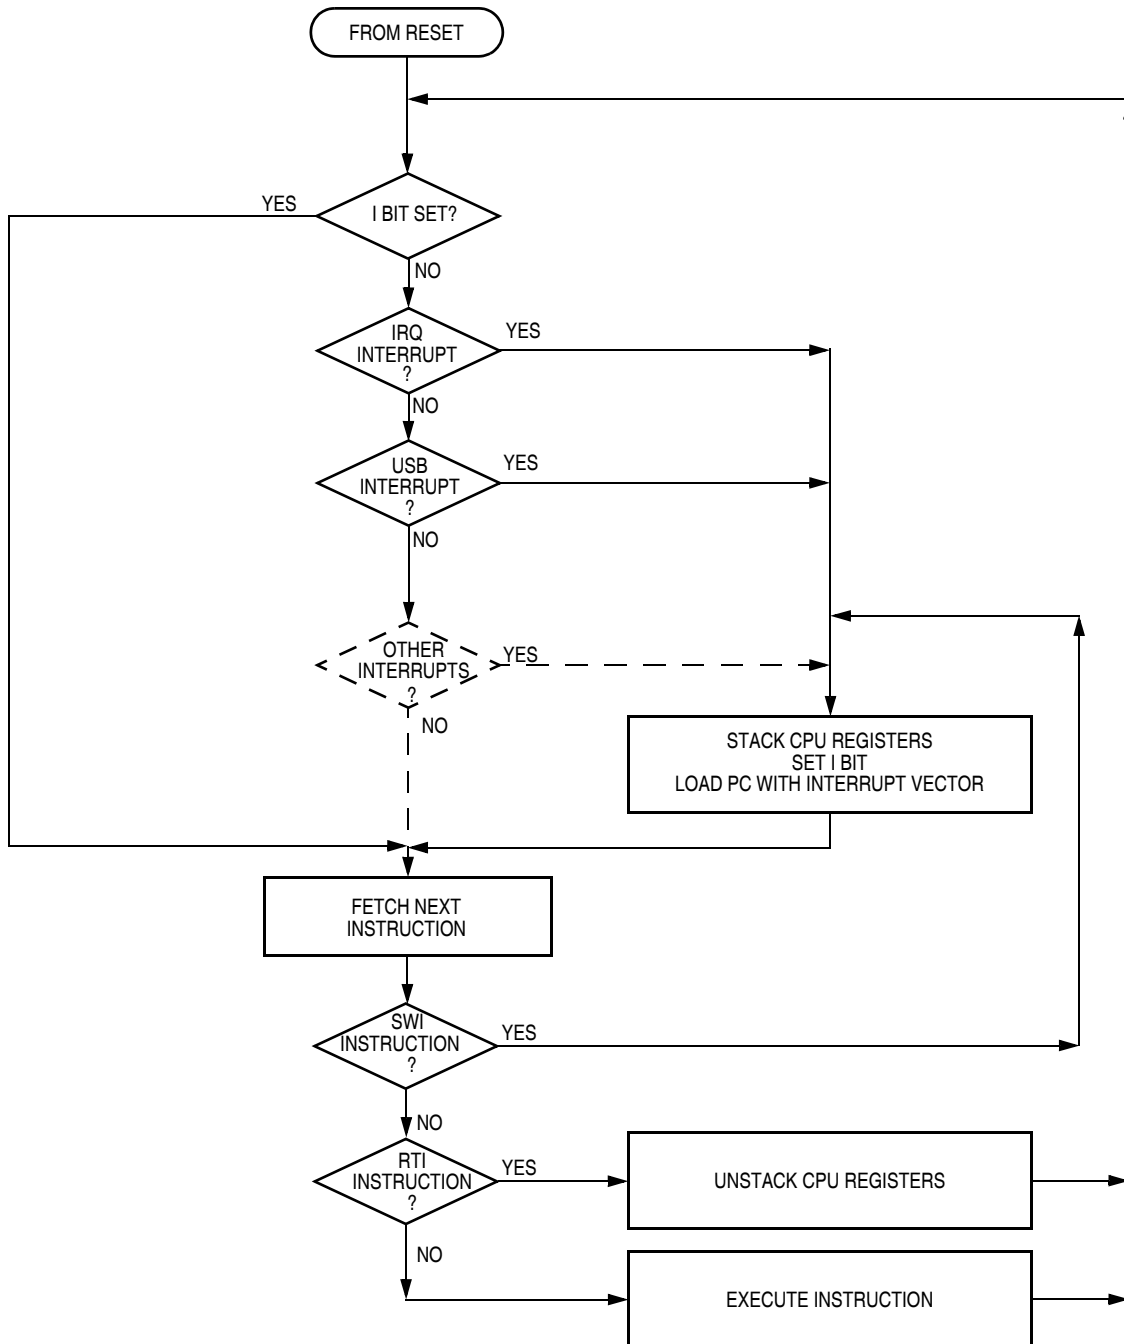 FROM RESET
YES
I BIT SET?
NO
IRQ
INTERRUPT
?
YES
NO
USB
INTERRUPT
?
YES
NO
OTHER
INTERRUPTS
?
YES
NO
STACK CPU REGISTERS
SET I BIT
LOAD PC WITH INTERRUPT VECTOR
FETCH NEXT
INSTRUCTION
SWI
INSTRUCTION
?
YES
NO
RTI
INSTRUCTION
?
YES
UNSTACK CPU REGISTERS
NO
EXECUTE INSTRUCTION